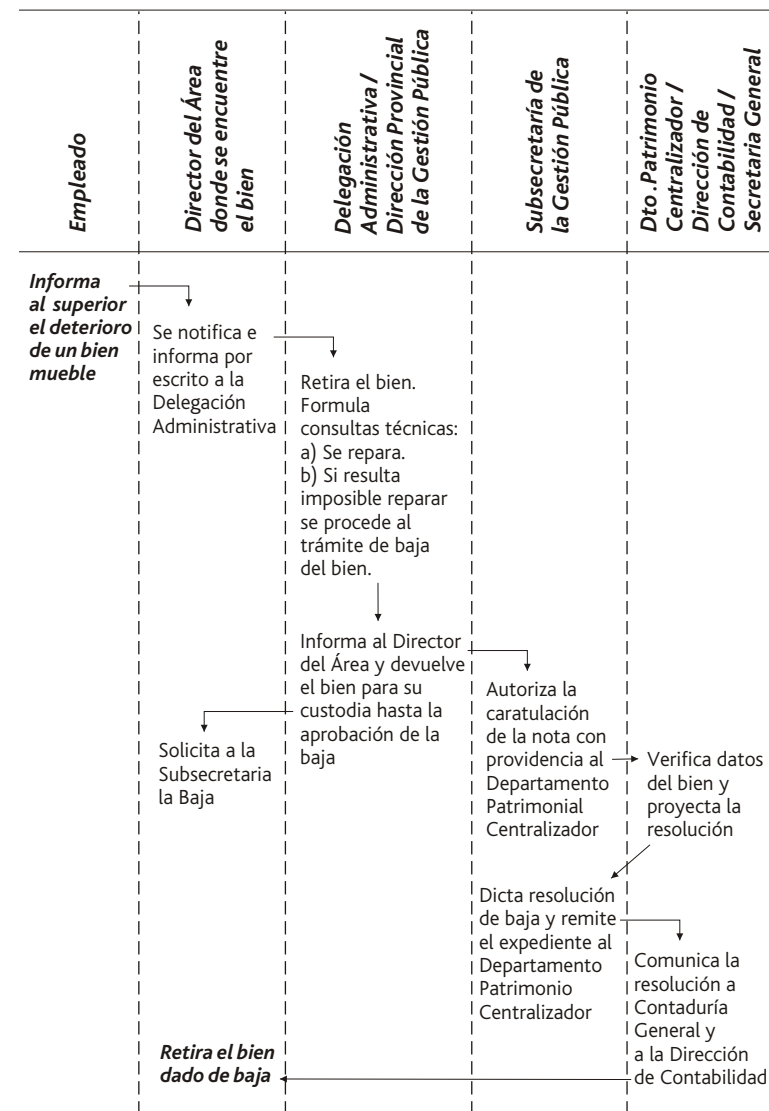 Empleado
Director del Área
donde se encuentre
el bien
Delegación
Administrativa /
Dirección Provincial
de la Gestión Pública
Subsecretaría de
la Gestión Pública
Dto .Patrimonio
Centralizador /
Dirección de
Contabilidad /
Secretaria General
Informa
al superior
el deterioro
de un bien
mueble
Se notifica e
informa por
escrito a la
Delegación
Administrativa
Retira el bien.
Formula
consultas técnicas:
a) Se repara.
b) Si resulta
imposible reparar
se procede al
trámite de baja
del bien.
Informa al Director
del Área y devuelve
el bien para su
custodia hasta la
aprobación de la
baja
Solicita a la
Subsecretaria
la Baja
Autoriza la
caratulación
de la nota con
providencia al
Departamento
Patrimonial
Centralizador
Verifica datos
del bien y
proyecta la
resolución
Dicta resolución
de baja y remite
el expediente al
Departamento
Patrimonio
Centralizador
Comunica la
resolución a
Contaduría
General y
a la Dirección
de Contabilidad
Retira el bien
dado de baja